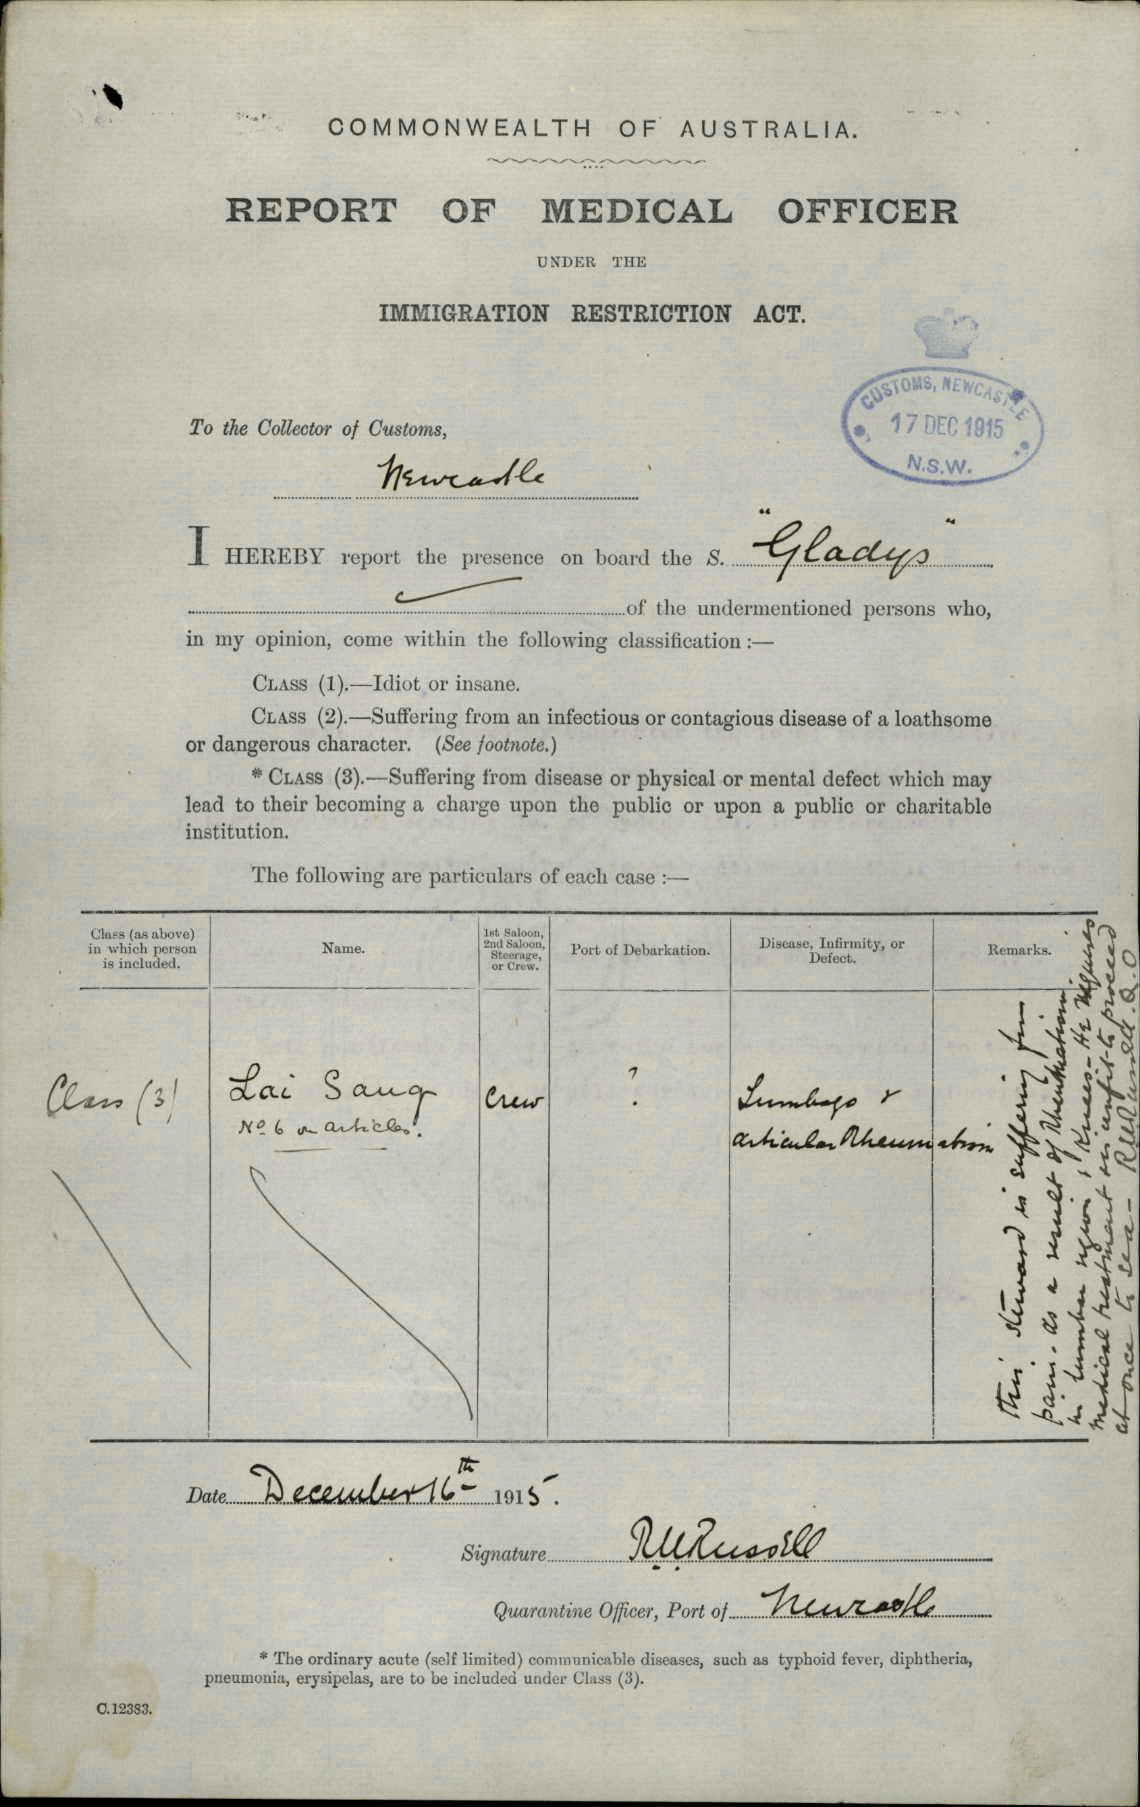 COMMONWEALTH OF AUSTRALIA.
REPORT OF MEDICAL OFFICER
UNDER THE
IMMIGRATION RESTRICTION ACT.
CUSTOMS, NEWCASTLE
17 DEC 1915
N.S.W.
To the Collector of Customs,
Newcastle
I HEREBY report the presence on board the S. "Gladys"
of the undermentioned persons who,
in my opinion, come within the following classification :—
CLASS (1).—Idiot or insane.
CLASS (2).—Suffering from an infectious or contagious disease of a loathsome
or dangerous character. (See footnote.)
* CLASS (3).—Suffering from disease or physical or mental defect which may
lead to their becoming a charge upon the public or upon a public or charitable
institution.
The following are particulars of each case :—
Class (as above)
in which person
is included.
Name.
1st Saloon,
2nd Saloon,
Steerage,
or Crew.
Port of Debarkation.
Disease, Infirmity, or
Defect.
Remarks.
Class (3)
Lai Sang
No 6 on articles.
Crew
?
Lumbago &
articular Rheumatism
This steward is suffering from
pain. as a result of Rheumatism.
in lumbar region & Knees - He requires
medical treatment & is unfit to proceed
at once to sea - R Russell. Q. O
Date December 16th 1915.
Signature R Russell
Quarantine Officer, Port of Newcastle
* The ordinary acute (self limited) communicable diseases, such as typhoid fever, diphtheria,
pneumonia, erysipelas, are to be included under Class (3).
C.12383.